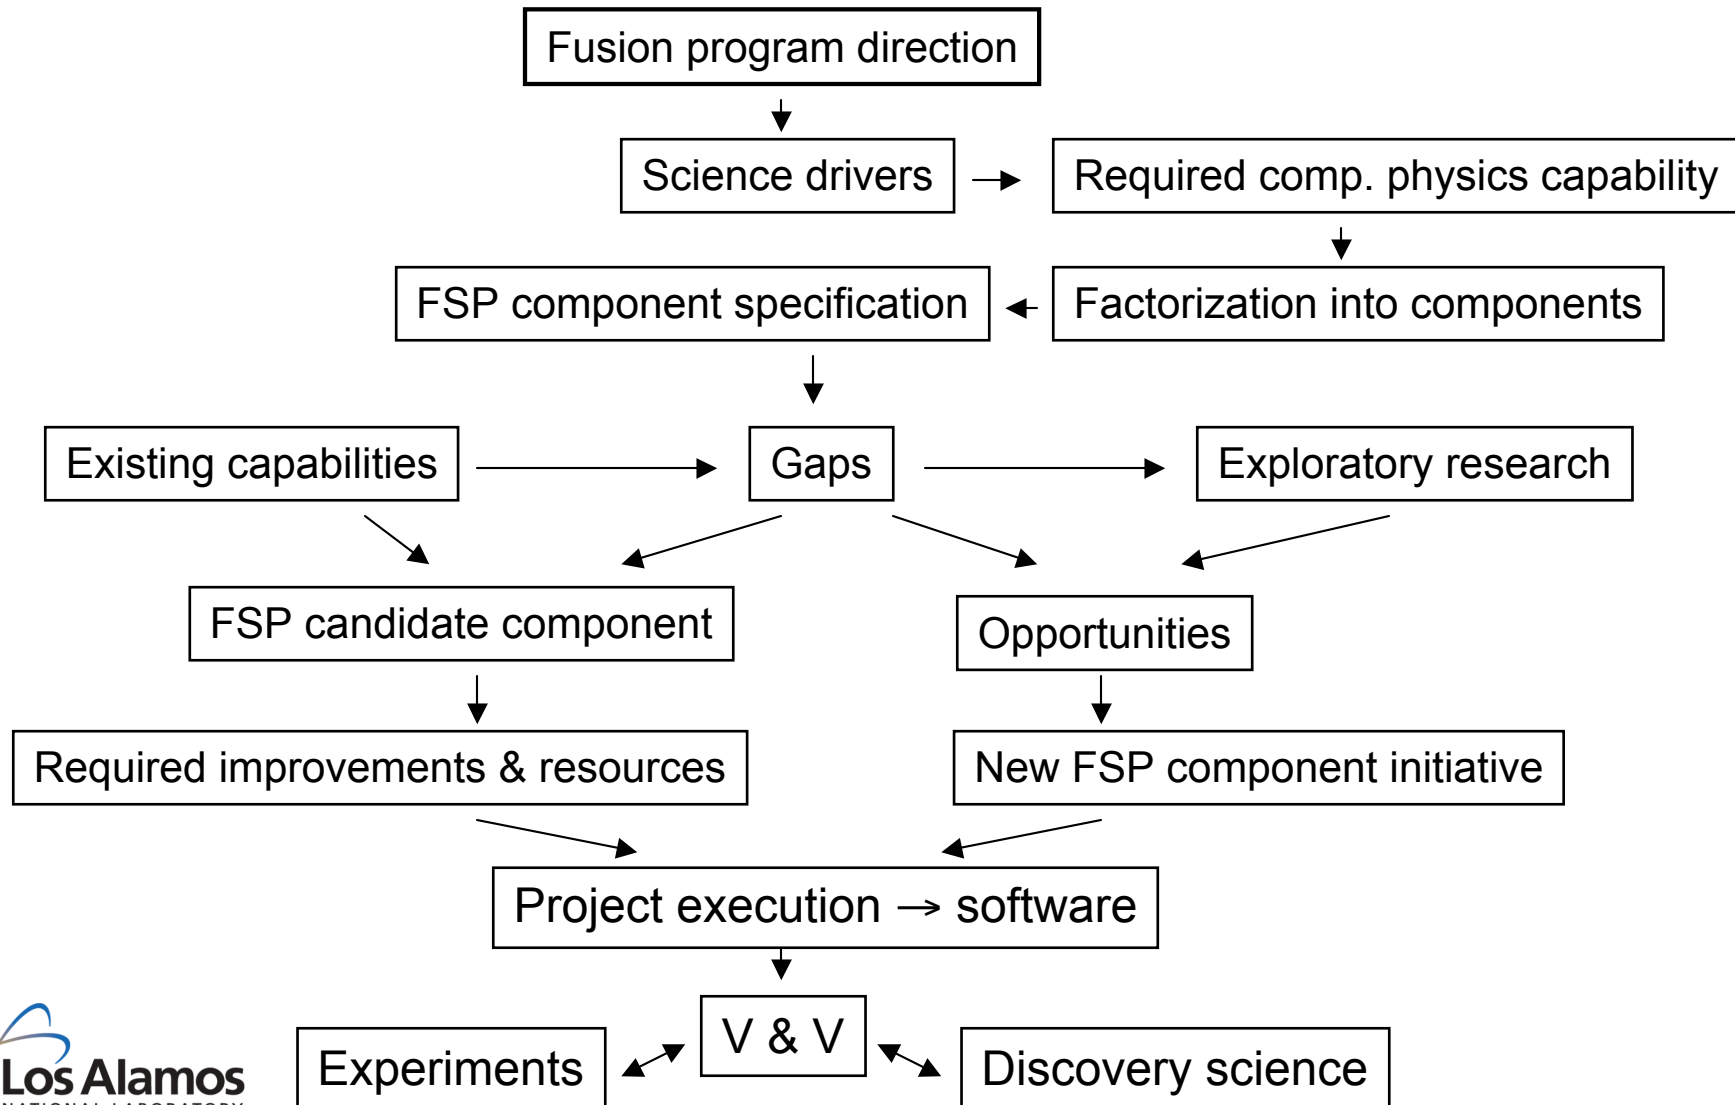 Fusion program direction
Science drivers
Required comp. physics capability
FSP component specification
Factorization into components
Existing capabilities
Gaps
Exploratory research
FSP candidate component
Opportunities
Required improvements & resources
New FSP component initiative
Project execution → software
V & V
Experiments
Discovery science
Los Alamos
NATIONAL LABORATORY